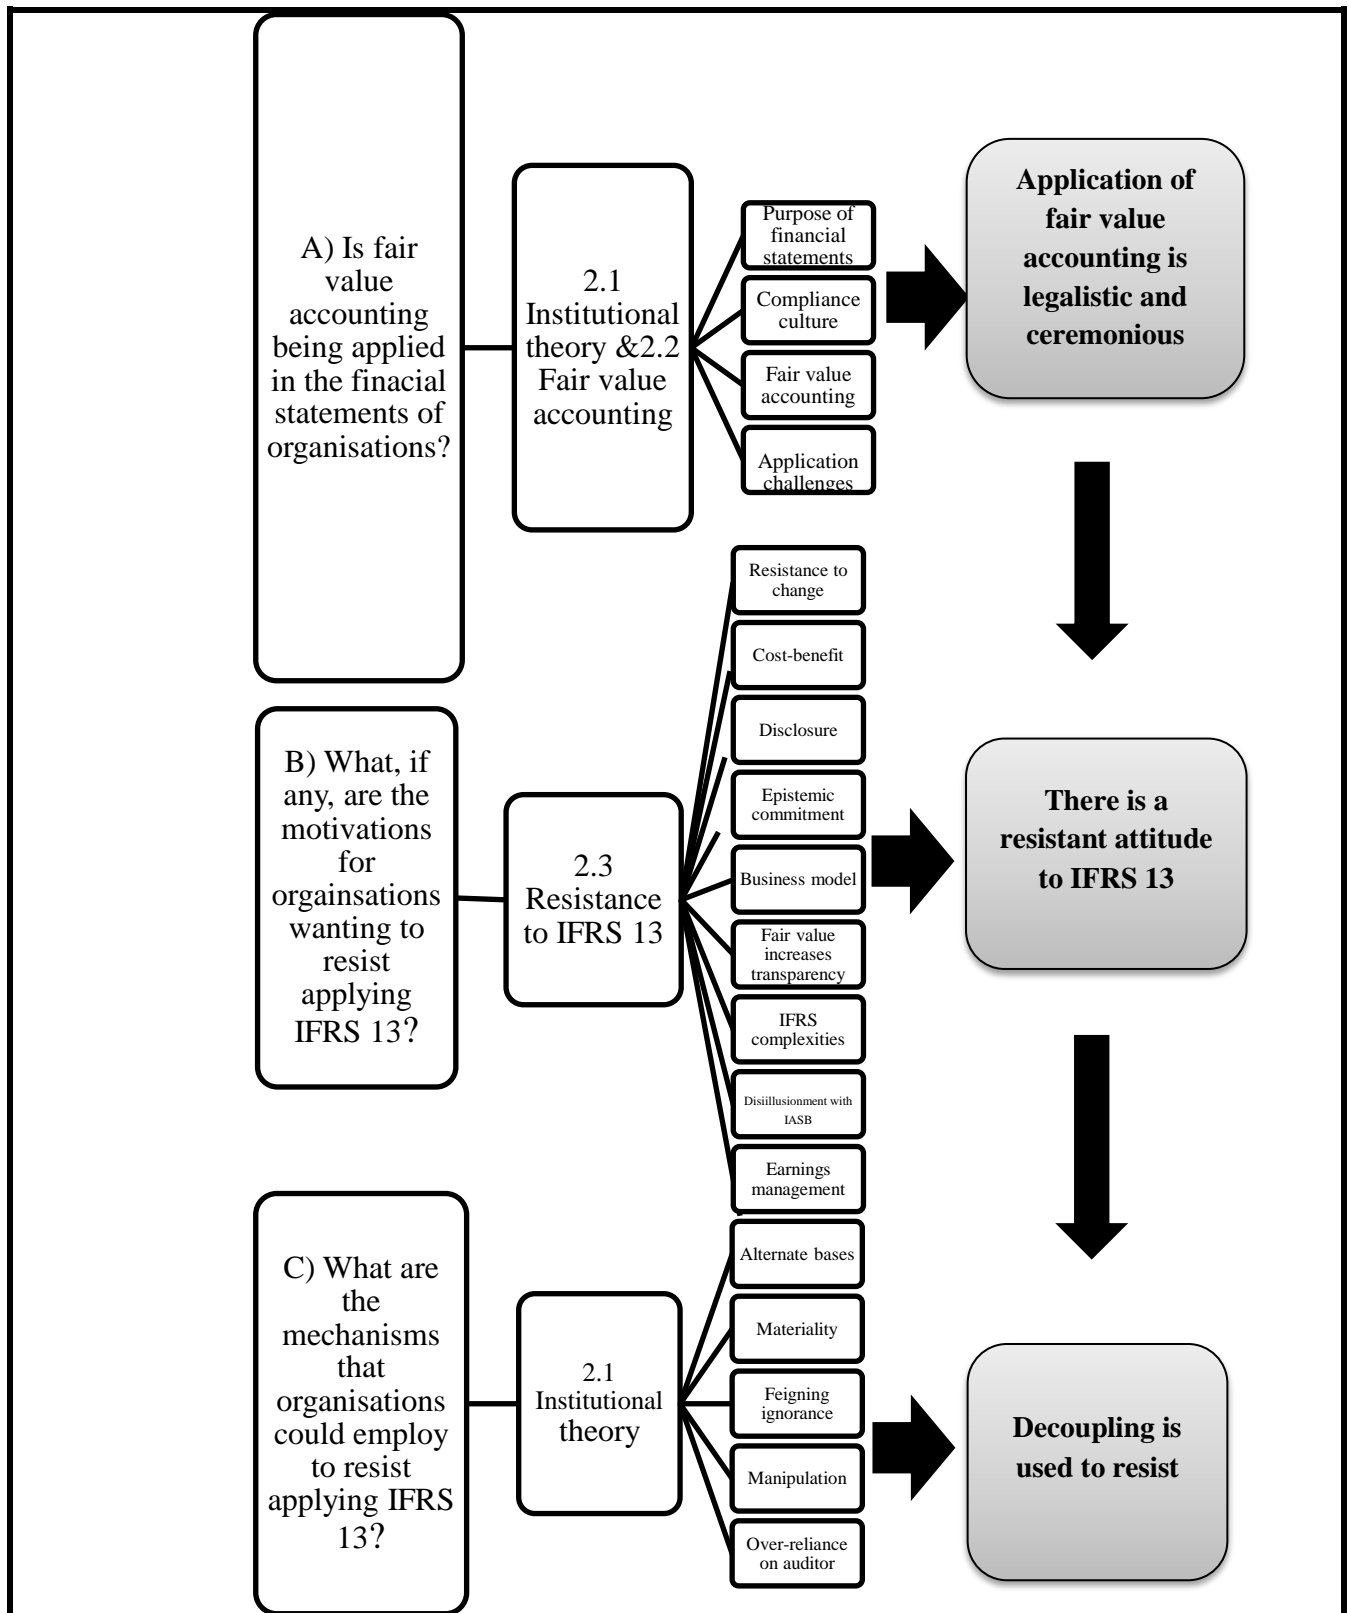 A) Is fair
value
accounting
being applied
in the finacial
statements of
organisations?
2.1
Institutional
theory &2.2
Fair value
accounting
Purpose of
financial
statements
Compliance
culture
Fair value
accounting
Application
challenges
Application of
fair value
accounting is
legalistic and
ceremonious
B) What, if
any, are the
motivations
for
orgainsations
wanting to
resist
applying
IFRS 13?
2.3
Resistance
to IFRS 13
Resistance to
change
Cost-benefit
Disclosure
Epistemic
commitment
Business model
Fair value
increases
transparency
IFRS
complexities
Disiillusionment with
IASB
Earnings
management
There is a
resistant attitude
to IFRS 13
C) What are
the
mechanisms
that
organisations
could employ
to resist
applying IFRS
13?
2.1
Institutional
theory
Alternate bases
Materiality
Feigning
ignorance
Manipulation
Over-reliance
on auditor
Decoupling is
used to resist